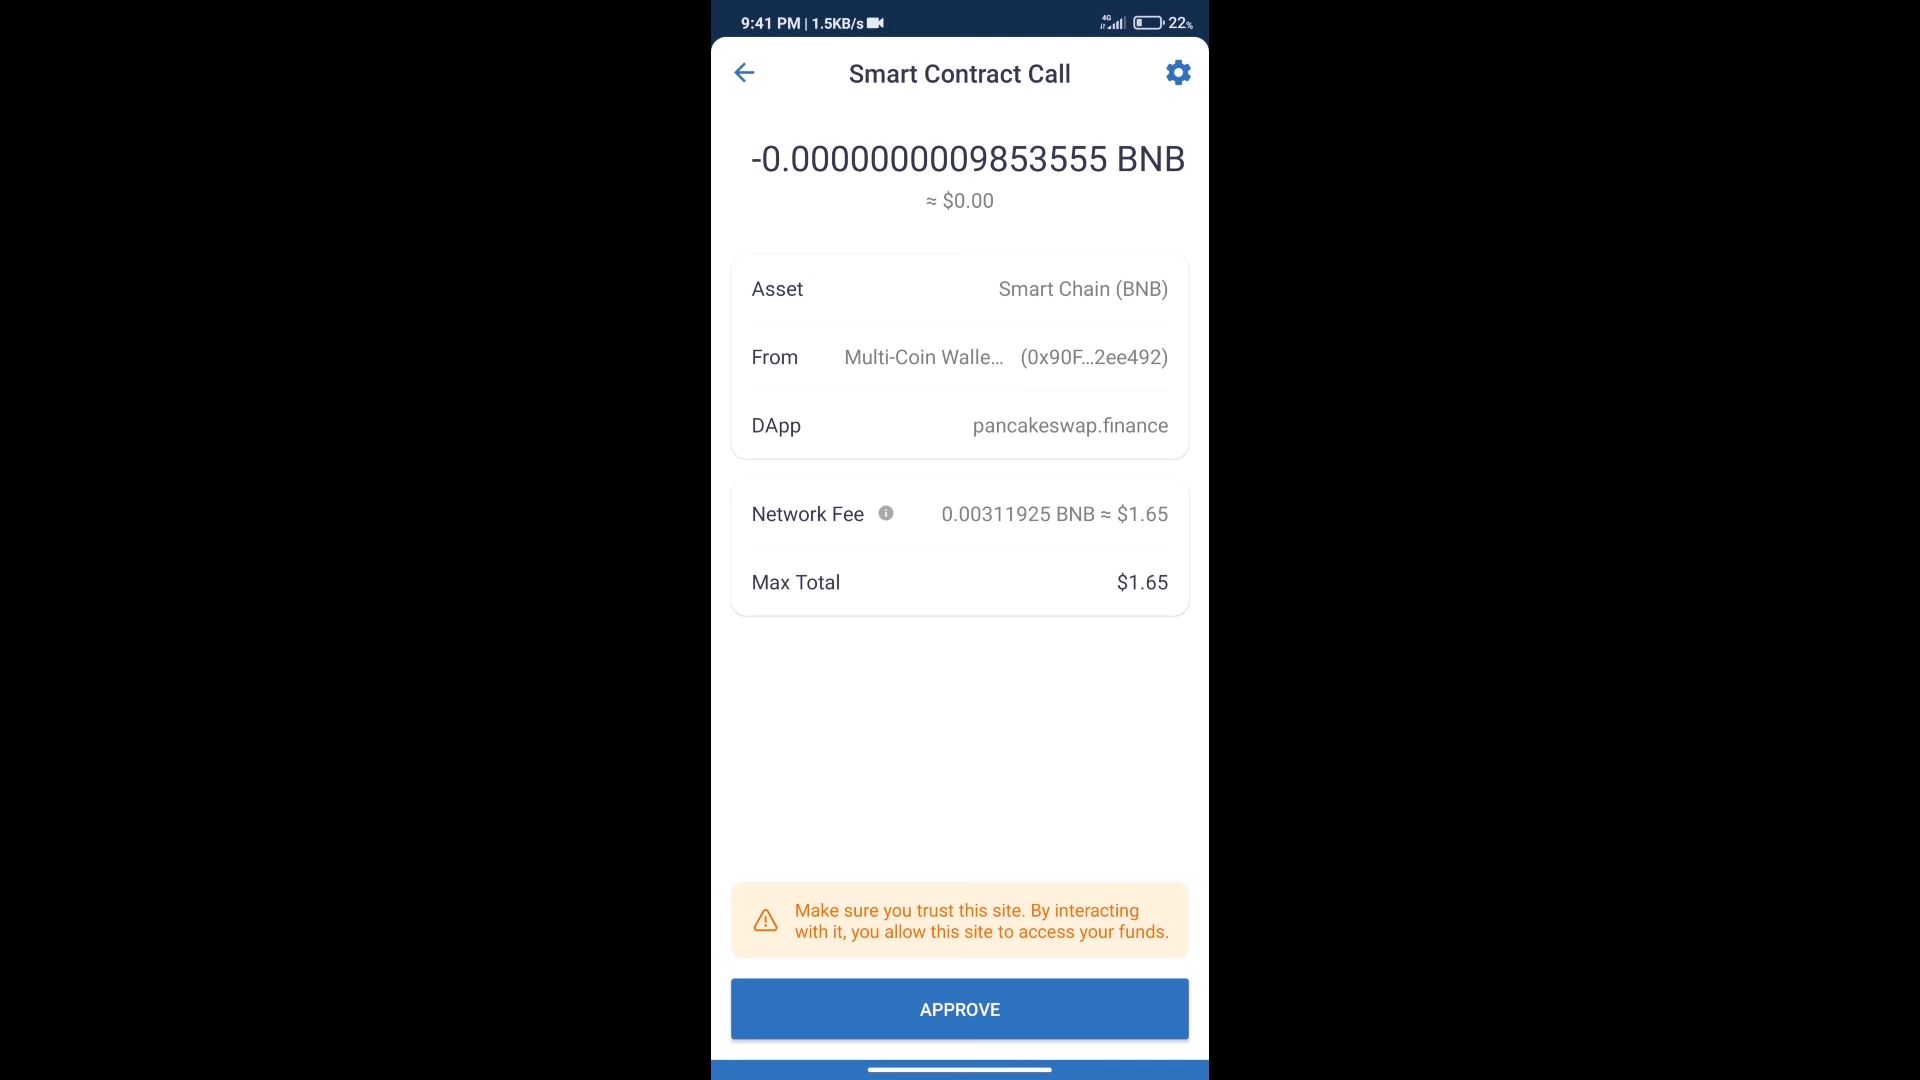 9:41 PM | 1.5KB/s 4G 22%
Smart Contract Call
-0.0000000009853555 BNB
≈ $0.00
Asset Smart Chain (BNB)
From Multi-Coin Walle... (0x90F...2ee492)
DApp pancakeswap.finance
Network Fee 0.00311925 BNB ≈ $1.65
Max Total $1.65
Make sure you trust this site. By interacting
with it, you allow this site to access your funds.
APPROVE